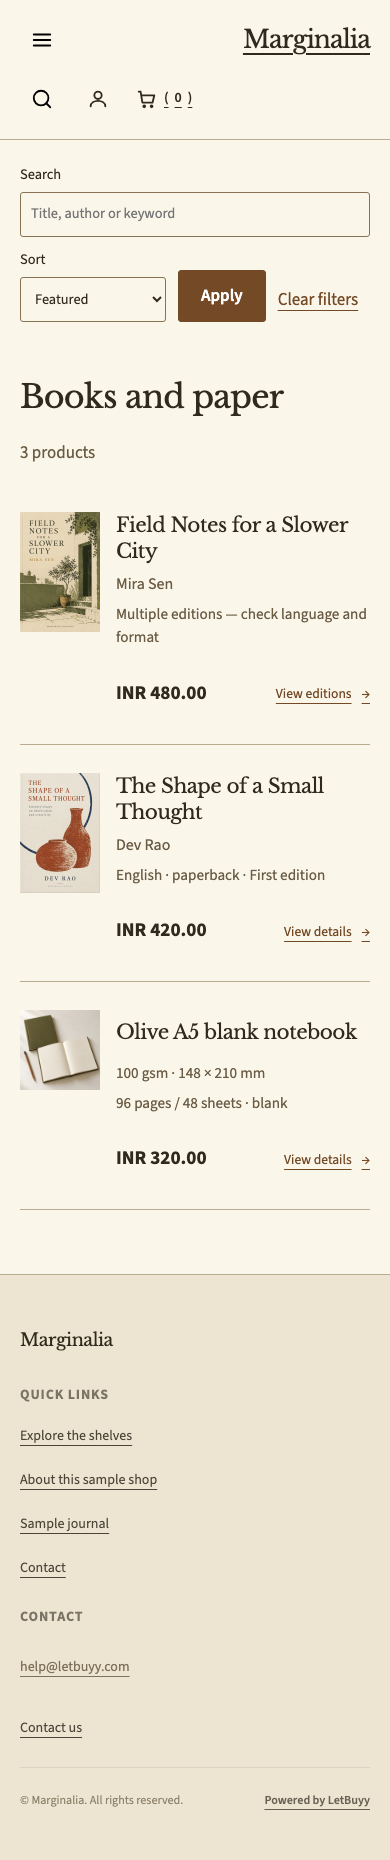 Marginalia
( 0 )
Search
Title, author or keyword
Sort
Featured
Apply
Clear filters
Books and paper
3 products
FIELD
NOTES
FOR A
SLOWER
CITY
MIRA SEN
Field Notes for a Slower
City
Mira Sen
Multiple editions — check language and
format
INR 480.00
View editions →
THE
SHAPE OF A
SMALL THOUGHT
DEV RAO
The Shape of a Small
Thought
Dev Rao
English · paperback · First edition
INR 420.00
View details →
Olive A5 blank notebook
100 gsm · 148 × 210 mm
96 pages / 48 sheets · blank
INR 320.00
View details →
Marginalia
QUICK LINKS
Explore the shelves
About this sample shop
Sample journal
Contact
CONTACT
help@letbuyy.com
Contact us
© Marginalia. All rights reserved.
Powered by LetBuyy